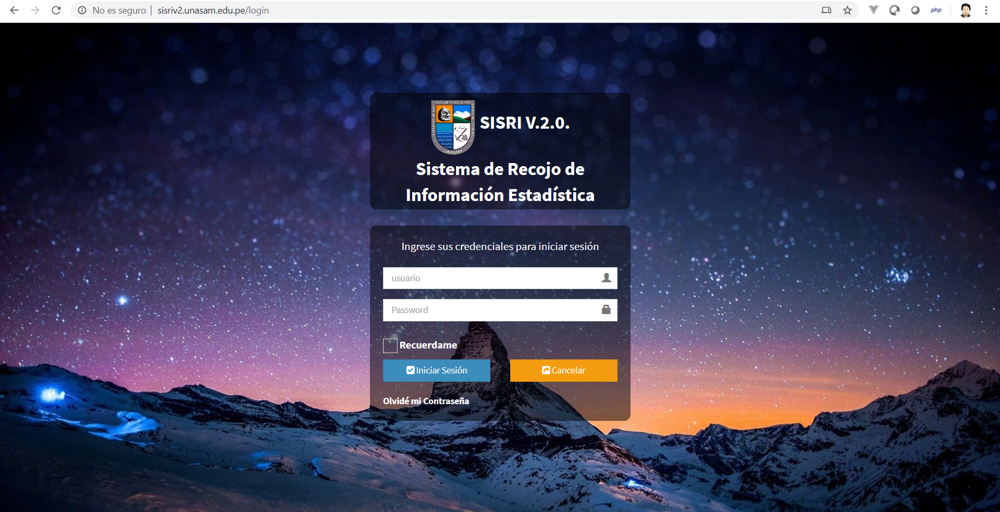 No es seguro | sisriv2.unasam.edu.pe/login
php
SISRI V.2.0.
UNASAM
Sistema de Recojo de
Información Estadística
Ingrese sus credenciales para iniciar sesión
usuario
Password
Recuerdame
Iniciar Sesión
Cancelar
Olvidé mi Contraseña